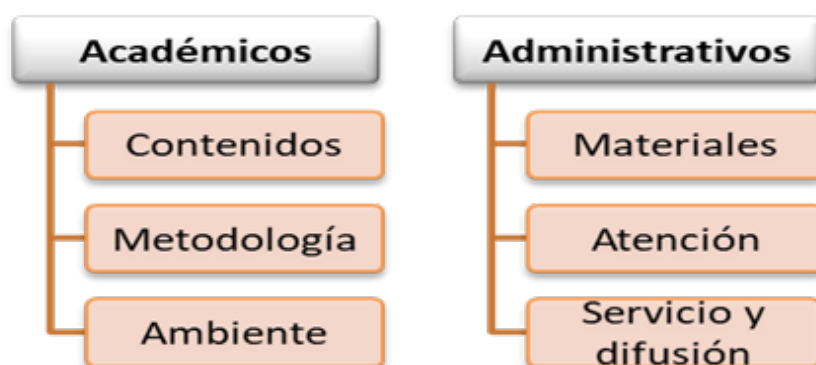 Académicos
Contenidos
Metodología
Ambiente
Administrativos
Materiales
Atención
Servicio y
difusión